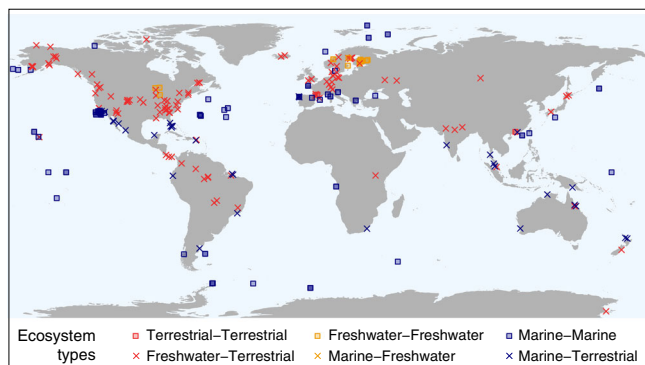 Ecosystem types
Terrestrial–Terrestrial
Freshwater–Freshwater
Marine–Marine
Freshwater–Terrestrial
Marine–Freshwater
Marine–Terrestrial